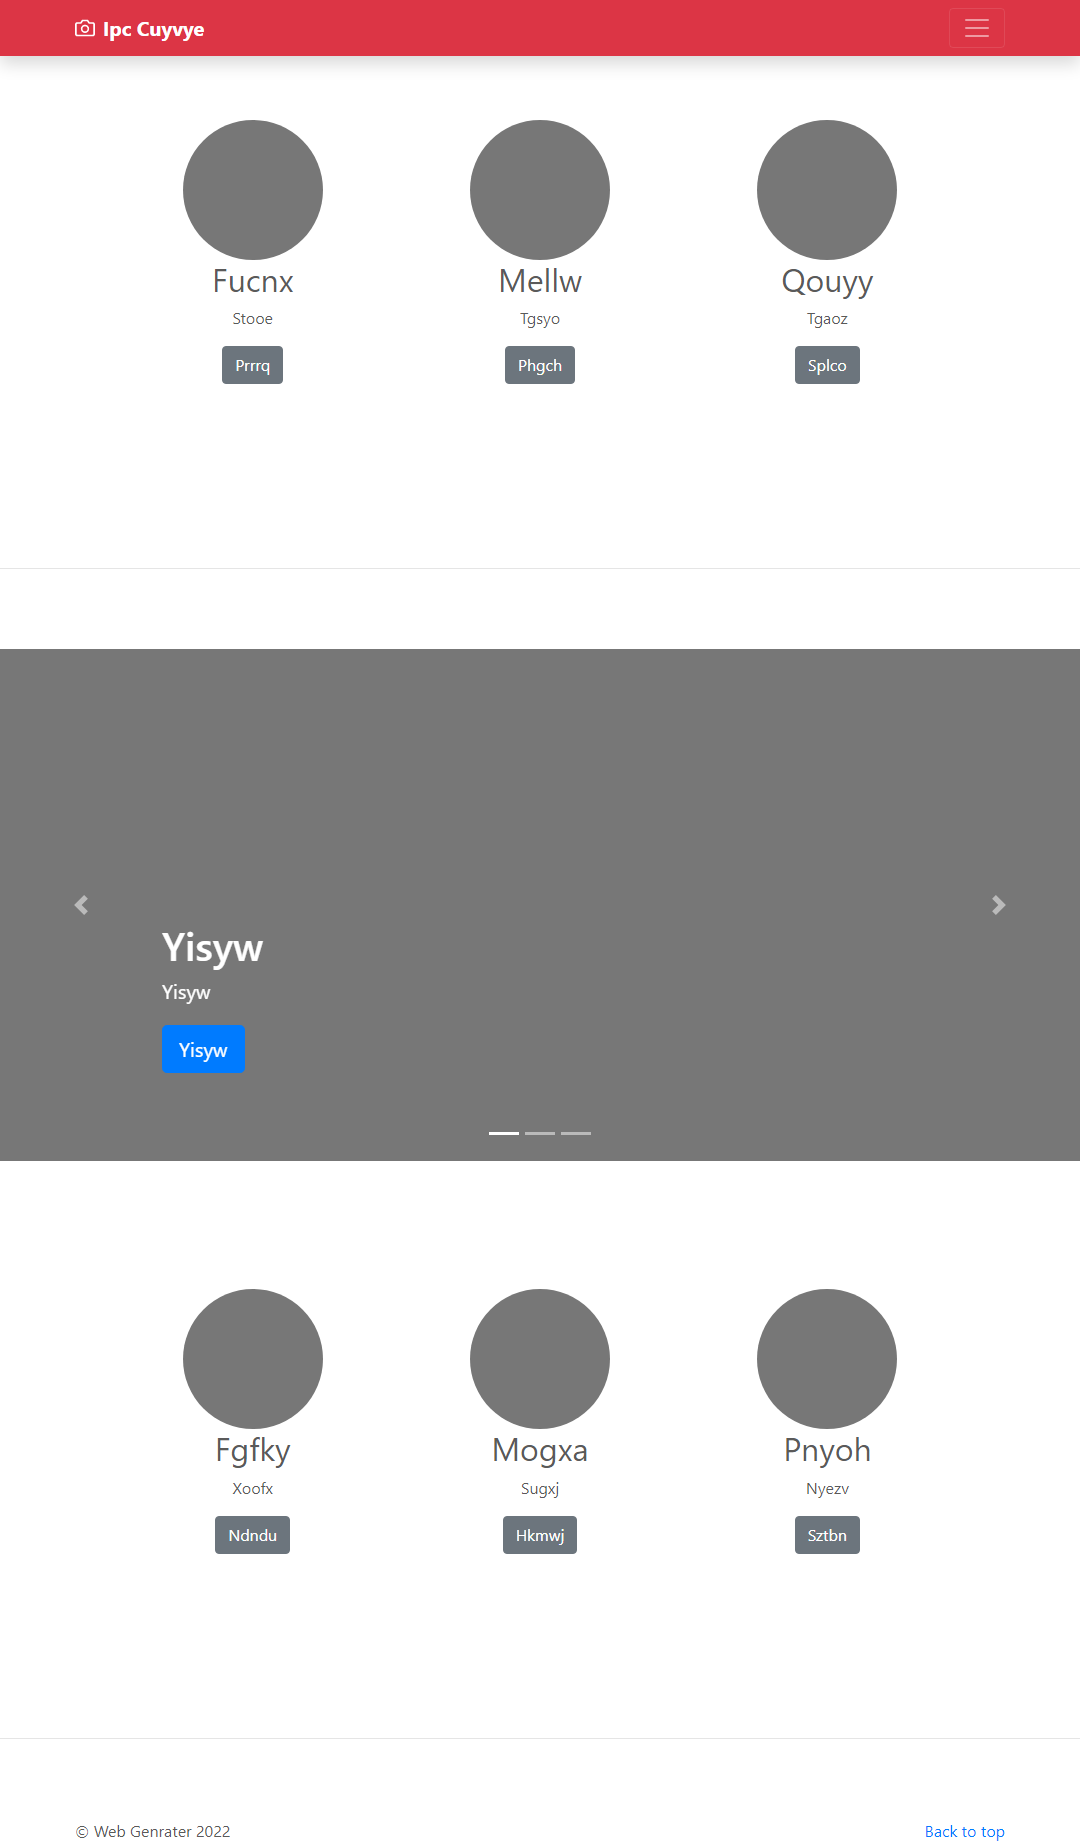 Ipc Cuyvye
Fucnx
Stooe
Prrrq
Mellw
Tgsyo
Phgch
Qouyy
Tgaoz
Splco
Yisyw
Yisyw
Yisyw
Fgfky
Xoofx
Ndndu
Mogxa
Sugxj
Hkmwj
Pnyoh
Nyezv
Sztbn
© Web Genrater 2022
Back to top